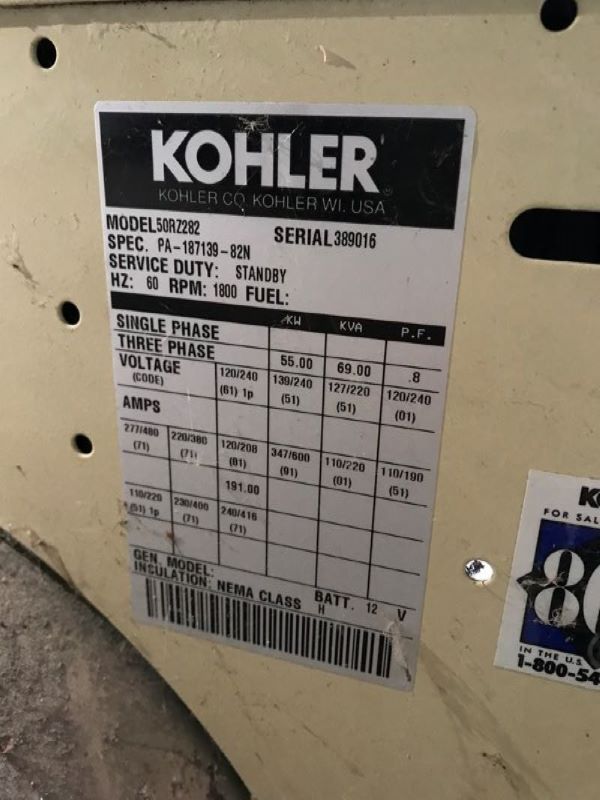 KOHLER
KOHLER CO. KOHLER WI. USA
MODEL 50RZ282 SERIAL 389016
SPEC. PA-187139-82N
SERVICE DUTY: STANDBY
HZ: 60 RPM: 1800 FUEL:
KW KVA P.F.
SINGLE PHASE
THREE PHASE 55.00 69.00 .8
VOLTAGE 120/240 139/240 127/220 120/240
(CODE) (61) 1p (51) (51) (01)
AMPS
277/480 220/380 120/208 347/600 110/220 110/190
(71) (71) (81) (91) (01) (51)
191.00
110/220 230/400 240/416
(51) 1p (71) (71)
GEN. MODEL:
INSULATION: NEMA CLASS H BATT. 12 V
FOR SAL
IN THE U.S.
1-800-54